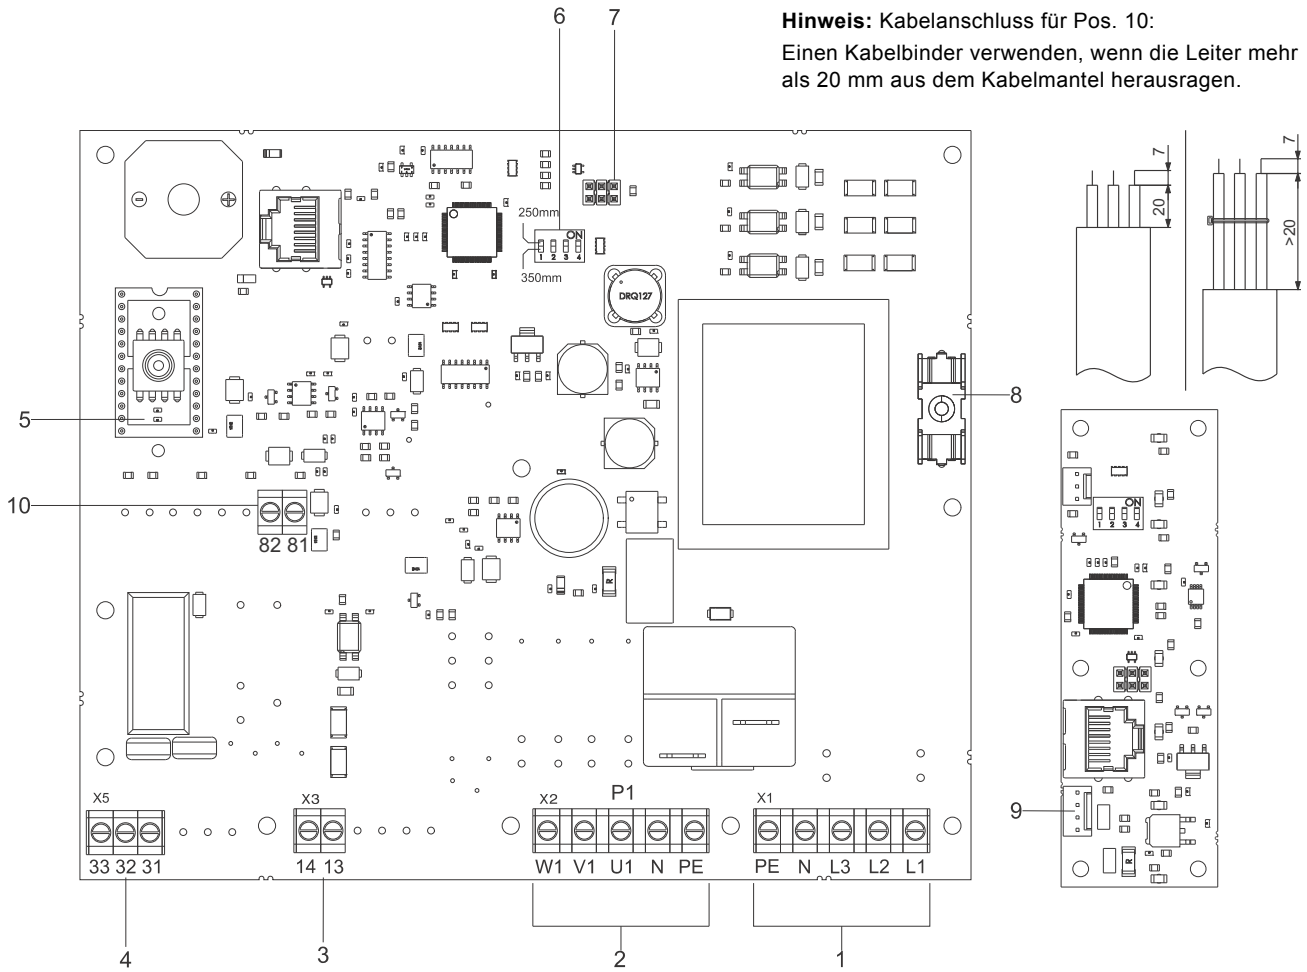 6
7
Hinweis: Kabelanschluss für Pos. 10:
Einen Kabelbinder verwenden, wenn die Leiter mehr
als 20 mm aus dem Kabelmantel herausragen.
7
20
7
>20
250mm
ON
1 2 3 4
350mm
DRQ127
5
8
10
82 81
ON
1 2 3 4
9
X5
33 32 31
X3
14 13
X2
P1
W1 V1 U1 N PE
X1
PE N L3 L2 L1
4
3
2
1